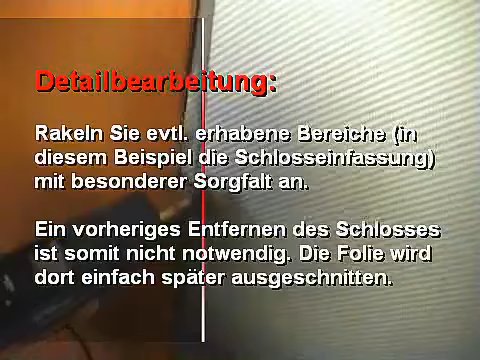 Detailbearbeitung:
Rakeln Sie evtl. erhabene Bereiche (in
diesem Beispiel die Schlosseinfassung)
mit besonderer Sorgfalt an.
Ein vorheriges Entfernen des Schlosses
ist somit nicht notwendig. Die Folie wird
dort einfach später ausgeschnitten.